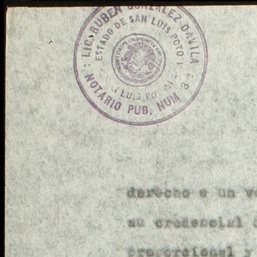 LIC. RUBEN GONZALEZ DAVILA
ESTADO DE SAN LUIS POTOSI
NOTARIO PUB. NUM 3
derecho a un
su credencial
proporcional y